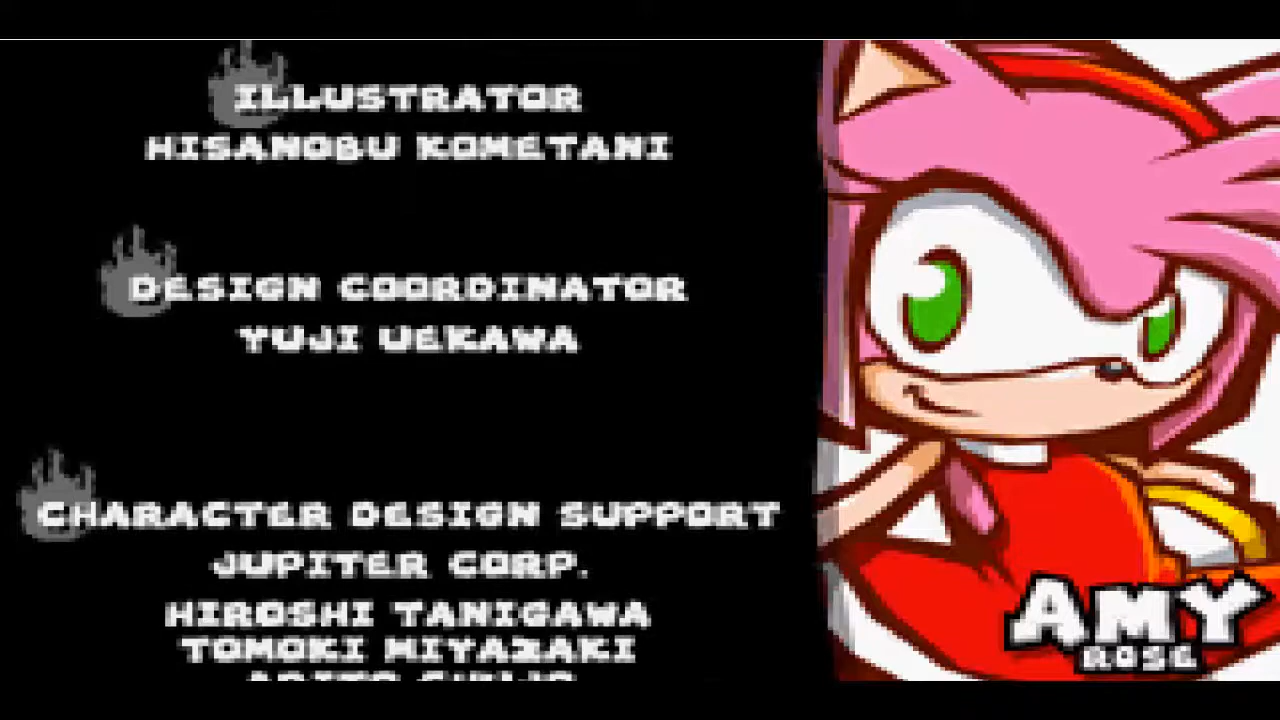 ILLUSTRATOR
HISANOBU KOMETANI
DESIGN COORDINATOR
YUJI UEKAWA
CHARACTER DESIGN SUPPORT
JUPITER CORP.
HIROSHI TANIGAWA
TOMOKI MIYAZAKI
AMY
ROSE